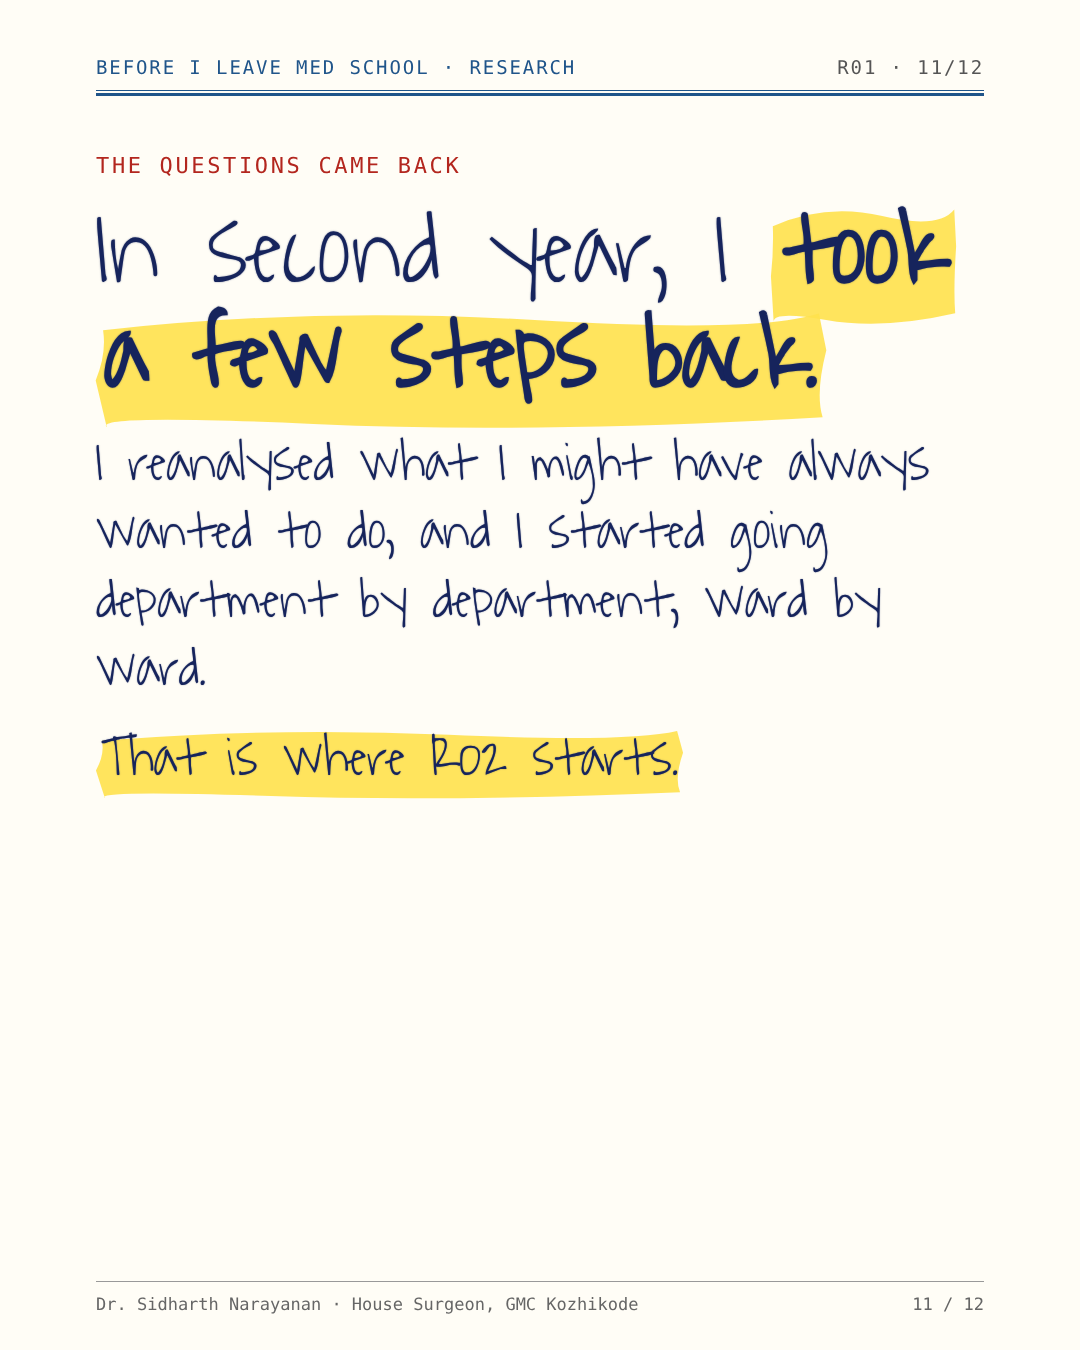 BEFORE I LEAVE MED SCHOOL · RESEARCH
R01 · 11/12
THE QUESTIONS CAME BACK
In second year, I took
a few steps back.
I reanalysed what I might have always
wanted to do, and I started going
department by department, ward by
ward.
That is where R02 starts.
Dr. Sidharth Narayanan · House Surgeon, GMC Kozhikode
11 / 12